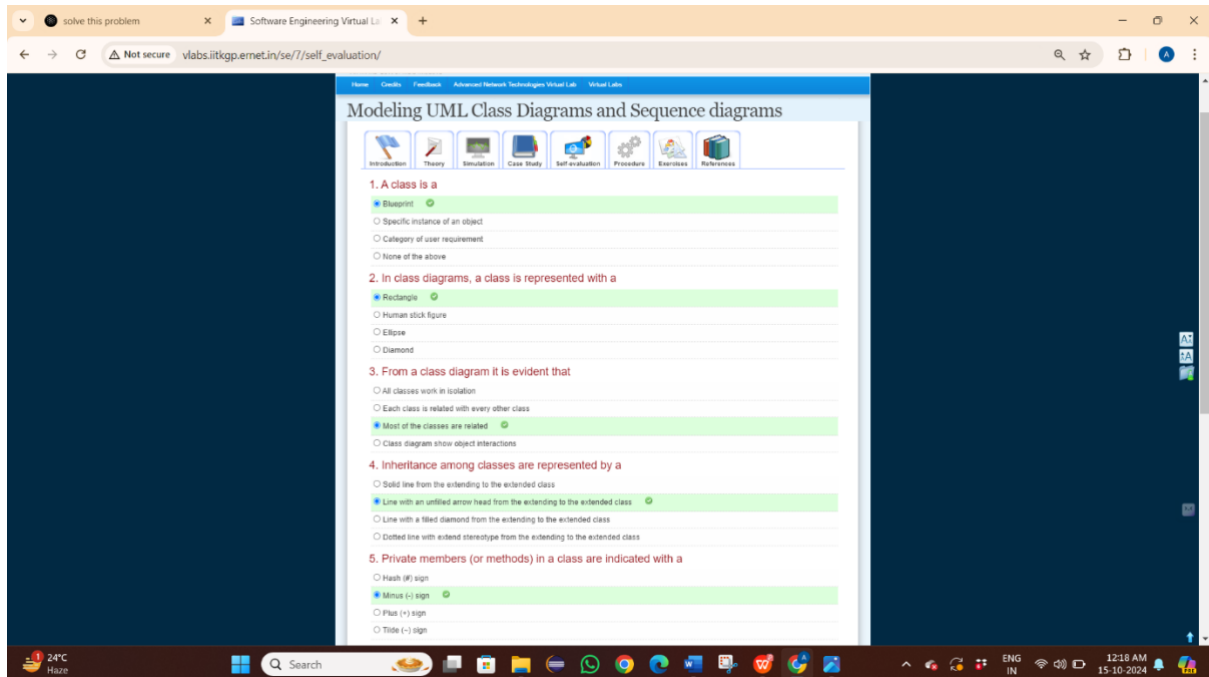 solve this problem
Software Engineering Virtual La
Not secure vlabs.iitkgp.ernet.in/se/7/self_evaluation/
A
Home Credits Feedback Advanced Network Technologies Virtual Lab Virtual Labs
Modeling UML Class Diagrams and Sequence diagrams
Introduction Theory Simulation Case Study Self evaluation Procedure Exercises References
1. A class is a
Blueprint
Specific instance of an object
Category of user requirement
None of the above
2. In class diagrams, a class is represented with a
Rectangle
Human stick figure
Ellipse
Diamond
3. From a class diagram it is evident that
All classes work in isolation
Each class is related with every other class
Most of the classes are related
Class diagram show object interactions
4. Inheritance among classes are represented by a
Solid line from the extending to the extended class
Line with an unfilled arrow head from the extending to the extended class
Line with a filled diamond from the extending to the extended class
Dotted line with extend stereotype from the extending to the extended class
5. Private members (or methods) in a class are indicated with a
Hash (#) sign
Minus (-) sign
Plus (+) sign
Tilde (~) sign
1
24°C
Haze
Search
ENG
IN
12:18 AM
15-10-2024